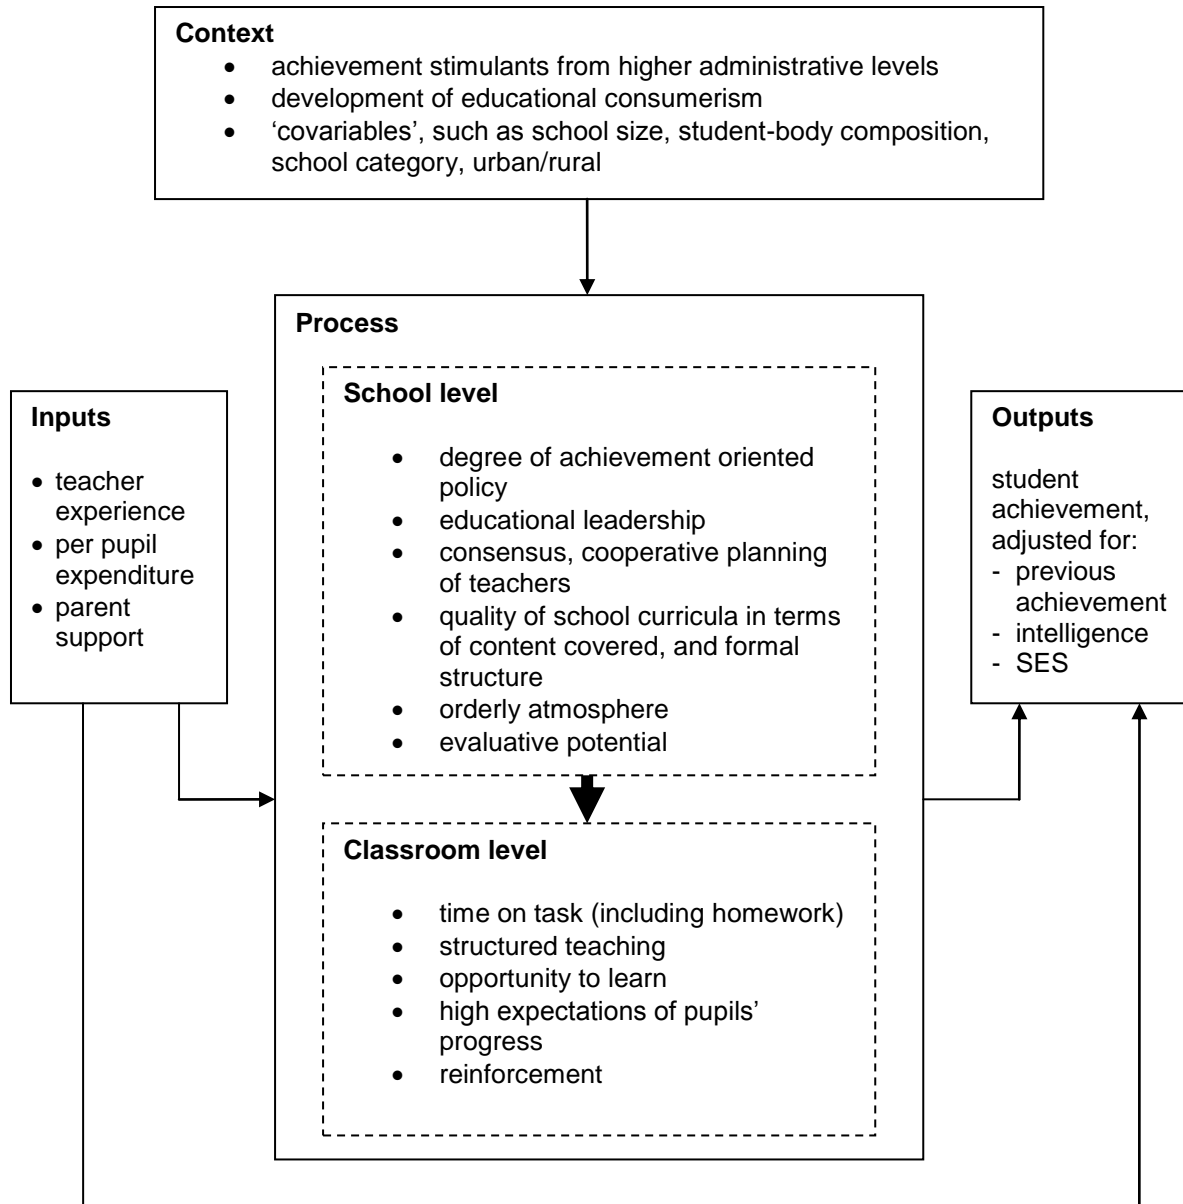 Context
• achievement stimulants from higher administrative levels
• development of educational consumerism
• ‘covariables’, such as school size, student-body composition,
school category, urban/rural
Process
School level
• degree of achievement oriented
policy
• educational leadership
• consensus, cooperative planning
of teachers
• quality of school curricula in terms
of content covered, and formal
structure
• orderly atmosphere
• evaluative potential
Classroom level
• time on task (including homework)
• structured teaching
• opportunity to learn
• high expectations of pupils’
progress
• reinforcement
Inputs
• teacher
experience
• per pupil
expenditure
• parent
support
Outputs
student
achievement,
adjusted for:
- previous
achievement
- intelligence
- SES